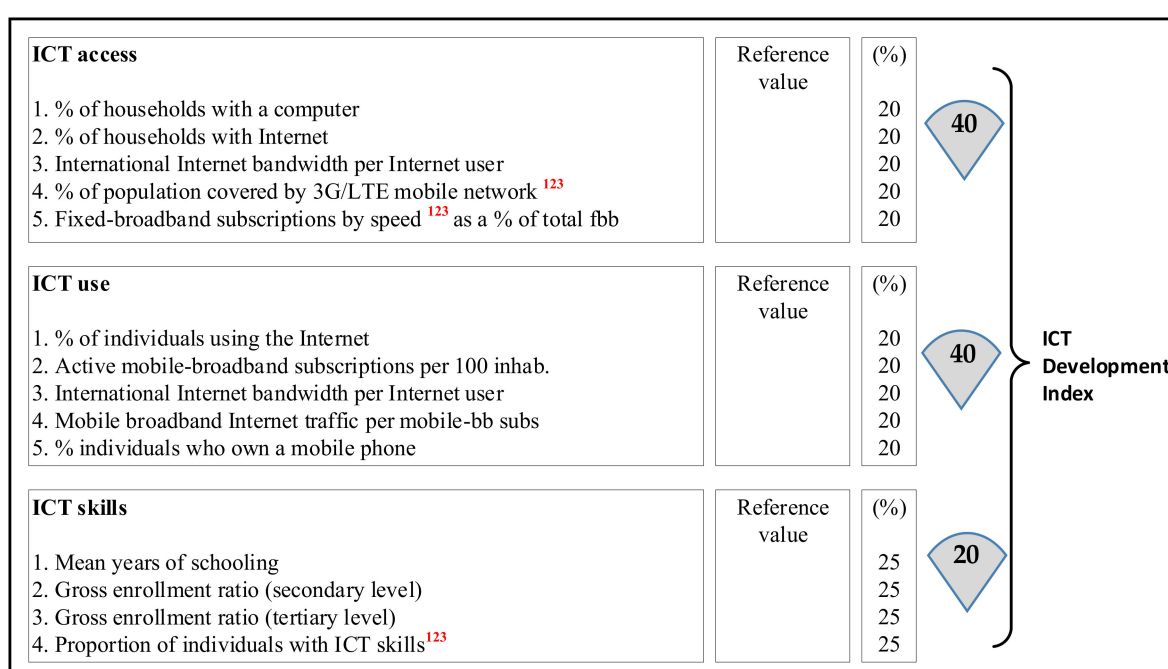 ICT access
Reference value
(%)
1. % of households with a computer 20
2. % of households with Internet 20
3. International Internet bandwidth per Internet user 20
4. % of population covered by 3G/LTE mobile network 123 20
5. Fixed-broadband subscriptions by speed 123 as a % of total fbb 20
40
ICT use
Reference value
(%)
1. % of individuals using the Internet 20
2. Active mobile-broadband subscriptions per 100 inhab. 20
3. International Internet bandwidth per Internet user 20
4. Mobile broadband Internet traffic per mobile-bb subs 20
5. % individuals who own a mobile phone 20
40
ICT skills
Reference value
(%)
1. Mean years of schooling 25
2. Gross enrollment ratio (secondary level) 25
3. Gross enrollment ratio (tertiary level) 25
4. Proportion of individuals with ICT skills123 25
20
ICT
Development
Index